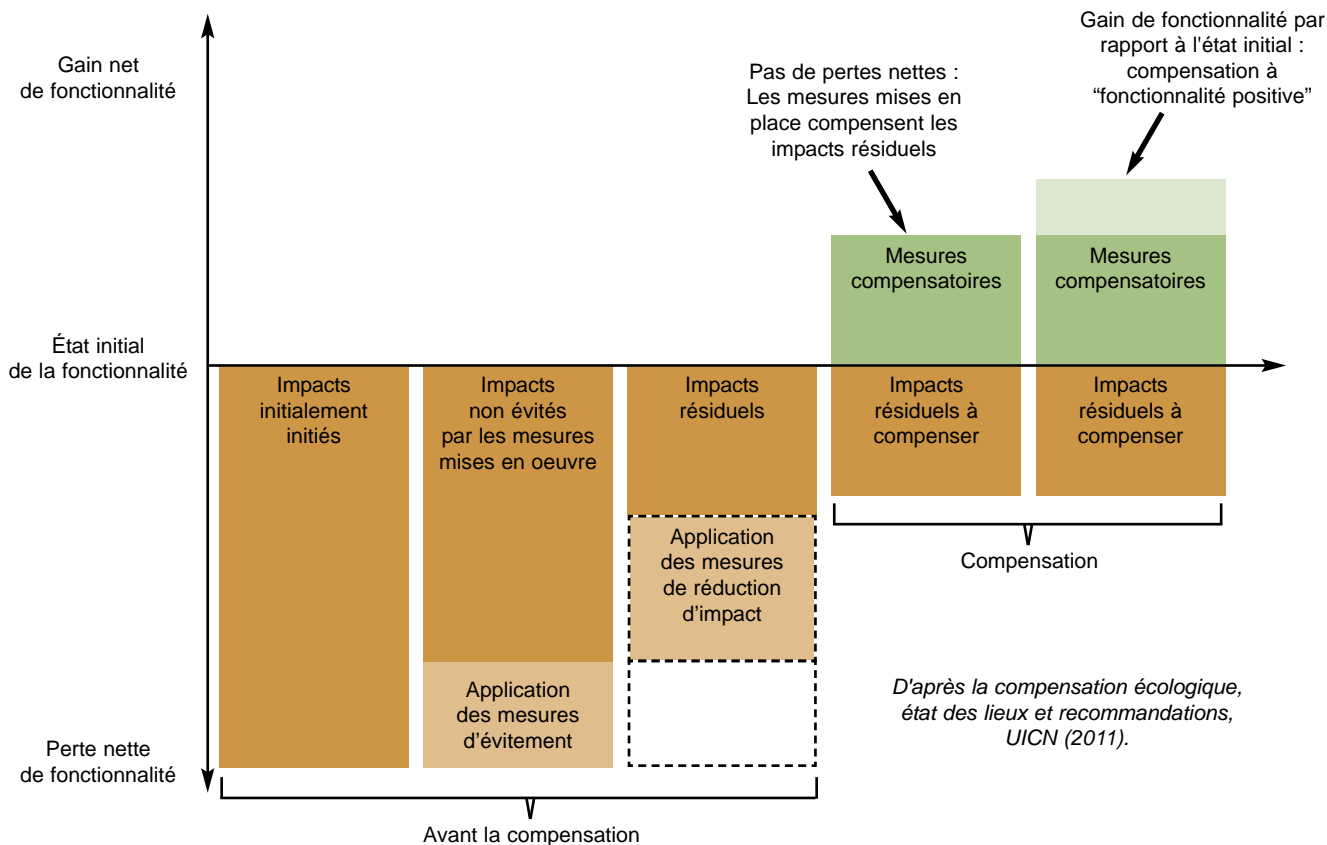 Gain net
de fonctionnalité
Pas de pertes nettes :
Les mesures mises en
place compensent les
impacts résiduels
Gain de fonctionnalité par
rapport à l'état initial :
compensation à
“fonctionnalité positive”
Mesures
compensatoires
Mesures
compensatoires
État initial
de la fonctionnalité
Impacts
initialement
initiés
Impacts
non évités
par les mesures
mises en oeuvre
Impacts
résiduels
Impacts
résiduels à
compenser
Impacts
résiduels à
compenser
Application
des mesures
de réduction
d’impact
Compensation
Application
des mesures
d’évitement
D'après la compensation écologique,
état des lieux et recommandations,
UICN (2011).
Perte nette
de fonctionnalité
Avant la compensation